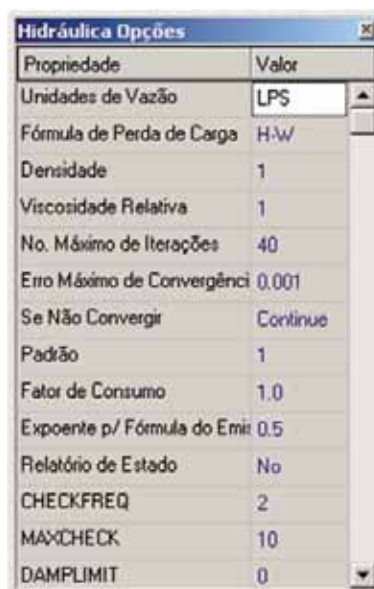 Hidráulica Opções
Propriedade Valor
Unidades de Vazão LPS
Fórmula de Perda de Carga H-W
Densidade 1
Viscosidade Relativa 1
No. Máximo de Iterações 40
Erro Máximo de Convergênci 0.001
Se Não Convergir Continue
Padrão 1
Fator de Consumo 1.0
Expoente p/ Fórmula do Emis 0.5
Relatório de Estado No
CHECKFREQ 2
MAXCHECK 10
DAMPLIMIT 0